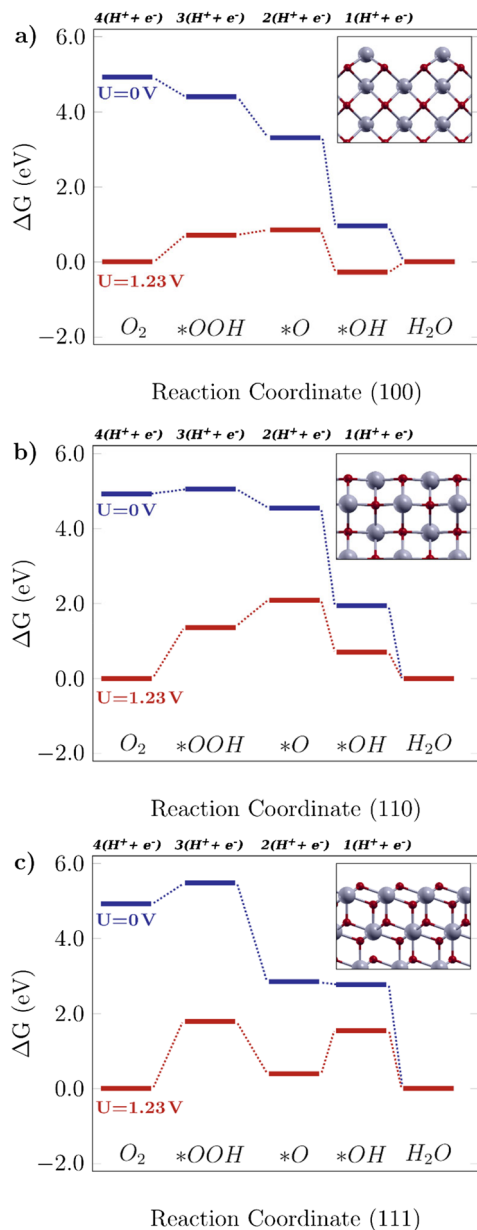 4(H⁺+ e⁻) 3(H⁺+ e⁻) 2(H⁺+ e⁻) 1(H⁺+ e⁻)
a)
6.0
U=0 V
4.0
2.0
0.0
U=1.23 V
−2.0
ΔG (eV)
O₂ *OOH *O *OH H₂O
Reaction Coordinate (100)
4(H⁺+ e⁻) 3(H⁺+ e⁻) 2(H⁺+ e⁻) 1(H⁺+ e⁻)
b)
6.0
U=0 V
4.0
2.0
0.0
U=1.23 V
−2.0
ΔG (eV)
O₂ *OOH *O *OH H₂O
Reaction Coordinate (110)
4(H⁺+ e⁻) 3(H⁺+ e⁻) 2(H⁺+ e⁻) 1(H⁺+ e⁻)
c)
6.0
U=0 V
4.0
2.0
0.0
U=1.23 V
−2.0
ΔG (eV)
O₂ *OOH *O *OH H₂O
Reaction Coordinate (111)